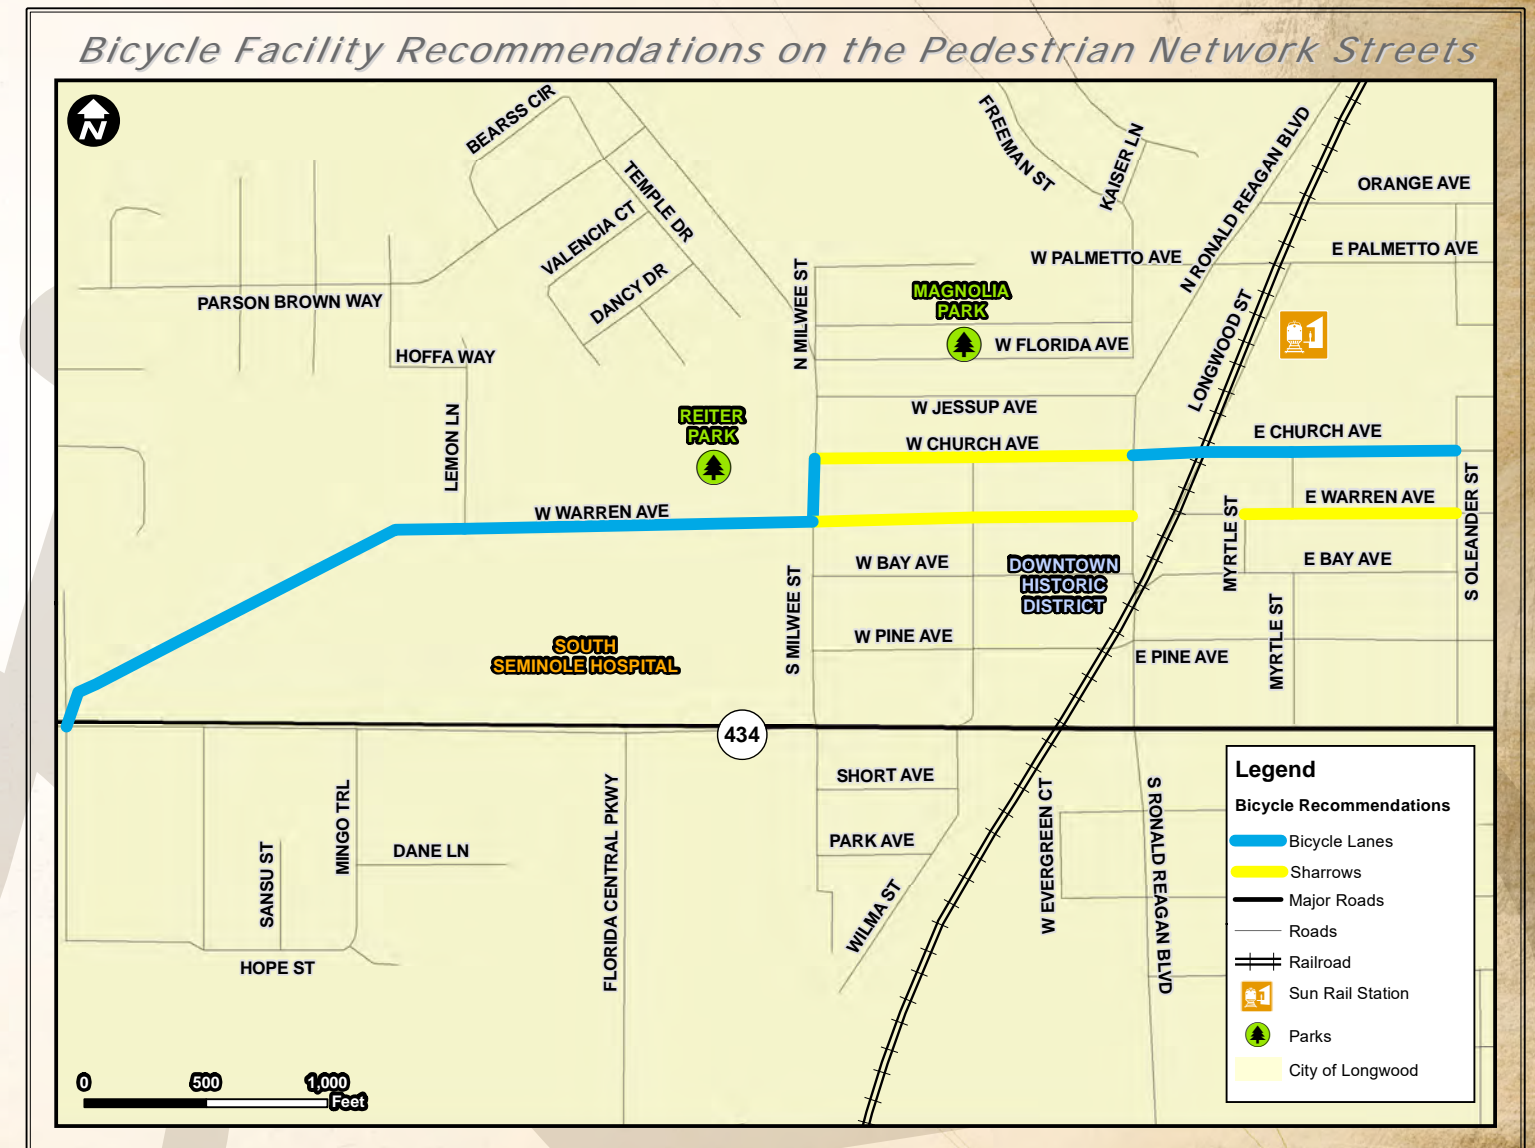 Bicycle Facility Recommendations on the Pedestrian Network Streets
N
BEARSS CIR
FREEMAN ST
KAISER LN
N RONALD REAGAN BLVD
ORANGE AVE
TEMPLE DR
VALENCIA CT
DANCY DR
W PALMETTO AVE
E PALMETTO AVE
PARSON BROWN WAY
N MILWEE ST
MAGNOLIA
PARK
W FLORIDA AVE
LONGWOOD ST
HOFFA WAY
LEMON LN
REITER
PARK
W JESSUP AVE
W CHURCH AVE
E CHURCH AVE
W WARREN AVE
E WARREN AVE
MYRTLE ST
S OLEANDER ST
W BAY AVE
DOWNTOWN
HISTORIC
DISTRICT
E BAY AVE
S MILWEE ST
W PINE AVE
E PINE AVE
MYRTLE ST
SOUTH
SEMINOLE HOSPITAL
434
SHORT AVE
PARK AVE
WILMA ST
W EVERGREEN CT
S RONALD REAGAN BLVD
FLORIDA CENTRAL PKWY
MINGO TRL
DANE LN
SANSU ST
HOPE ST
0 500 1,000
Feet
Legend
Bicycle Recommendations
Bicycle Lanes
Sharrows
Major Roads
Roads
Railroad
Sun Rail Station
Parks
City of Longwood